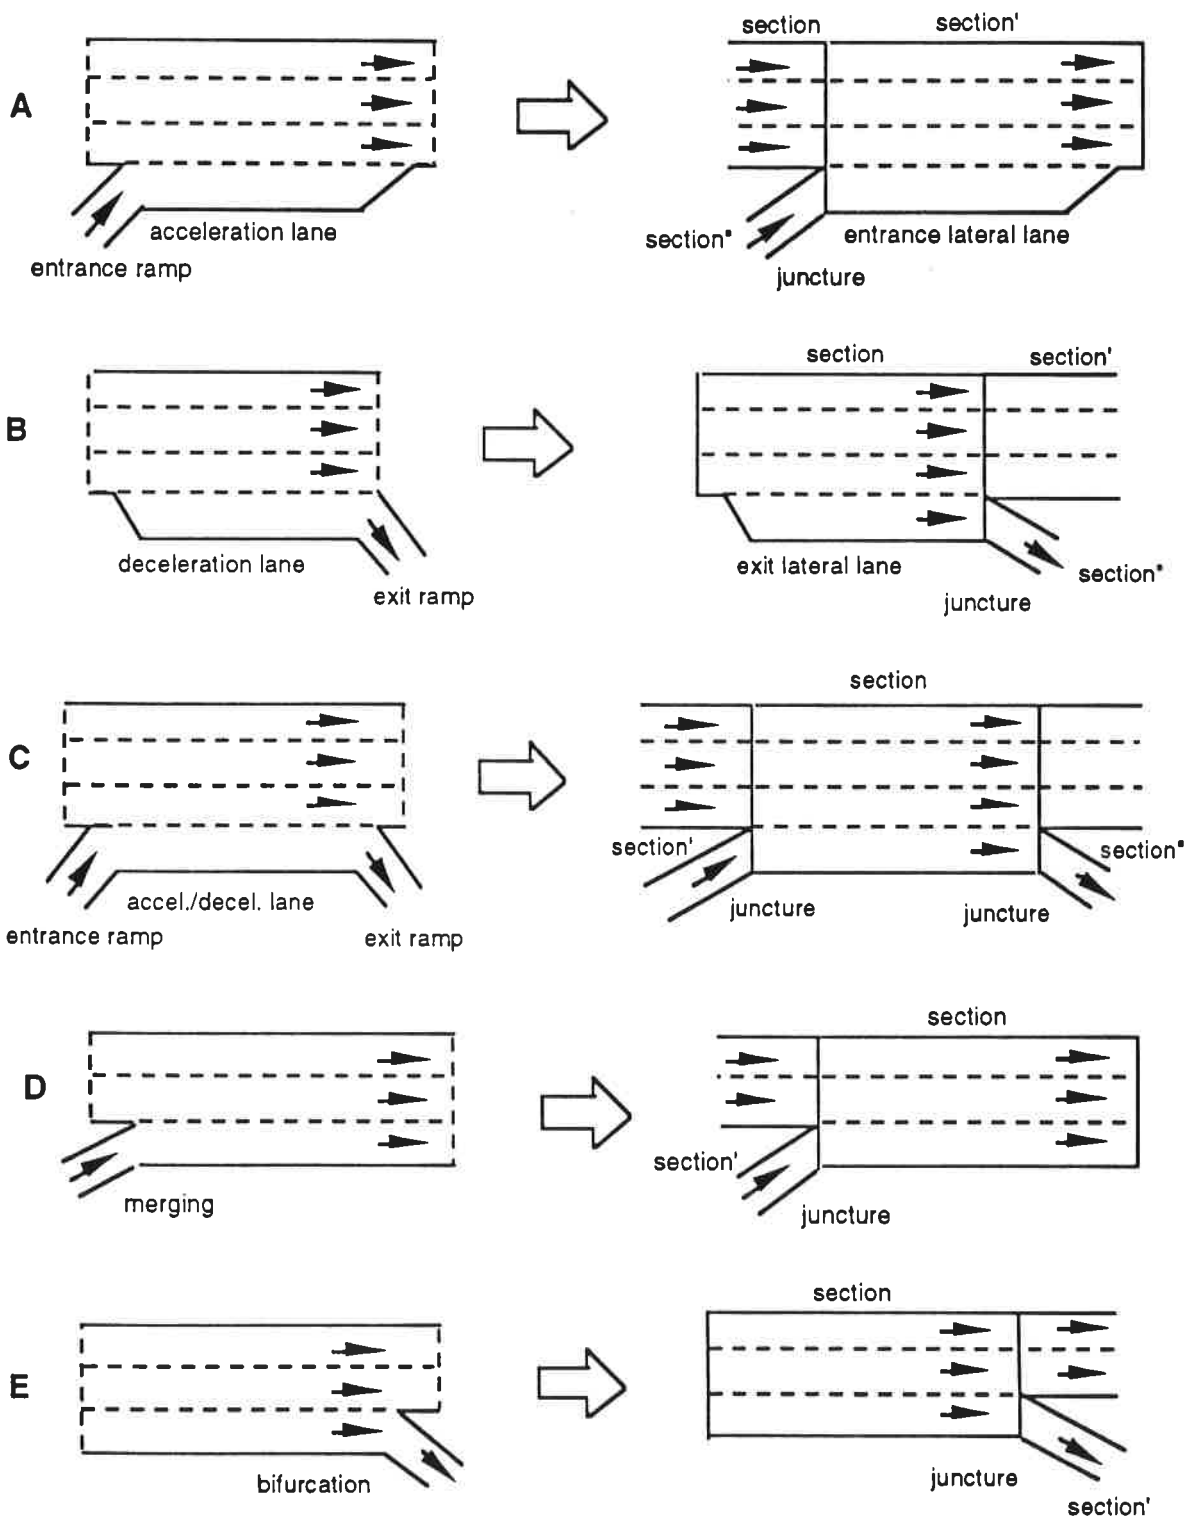 section section'
A
acceleration lane
entrance ramp
section" entrance lateral lane
juncture
section section'
B
deceleration lane
exit ramp
exit lateral lane
section"
juncture
section
C
section' section"
accel./decel. lane
juncture juncture
entrance ramp exit ramp
section
D
section'
merging
juncture
section
E
bifurcation
juncture
section'